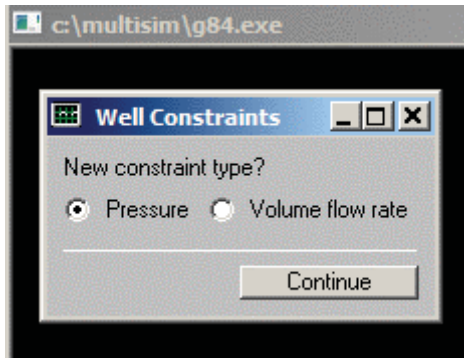 c:\multisim\g84.exe
Well Constraints
New constraint type?
Pressure Volume flow rate
Continue